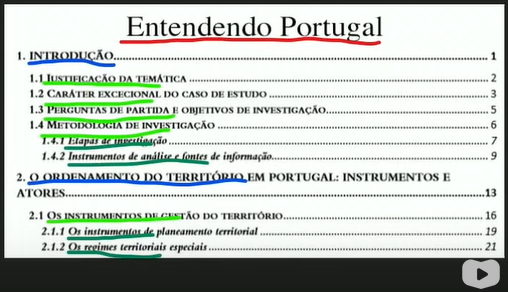 Entendendo Portugal
1. INTRODUÇÃO ... 1
1.1 JUSTIFICAÇÃO DA TEMÁTICA ... 2
1.2 CARÁTER EXCECIONAL DO CASO DE ESTUDO ... 3
1.3 PERGUNTAS DE PARTIDA E OBJETIVOS DE INVESTIGAÇÃO ... 5
1.4 METODOLOGIA DE INVESTIGAÇÃO ... 6
1.4.1 Etapas de investigação ... 7
1.4.2 Instrumentos de análise e fontes de informação ... 9
2. O ORDENAMENTO DO TERRITÓRIO EM PORTUGAL: INSTRUMENTOS E
ATORES ... 13
2.1 OS INSTRUMENTOS DE GESTÃO DO TERRITÓRIO ... 16
2.1.1 Os instrumentos de planeamento territorial ... 19
2.1.2 Os regimes territoriais especiais ... 21